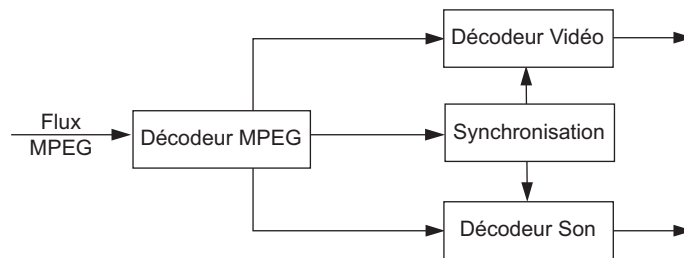 Décodeur Vidéo
Flux
MPEG
Décodeur MPEG
Synchronisation
Décodeur Son